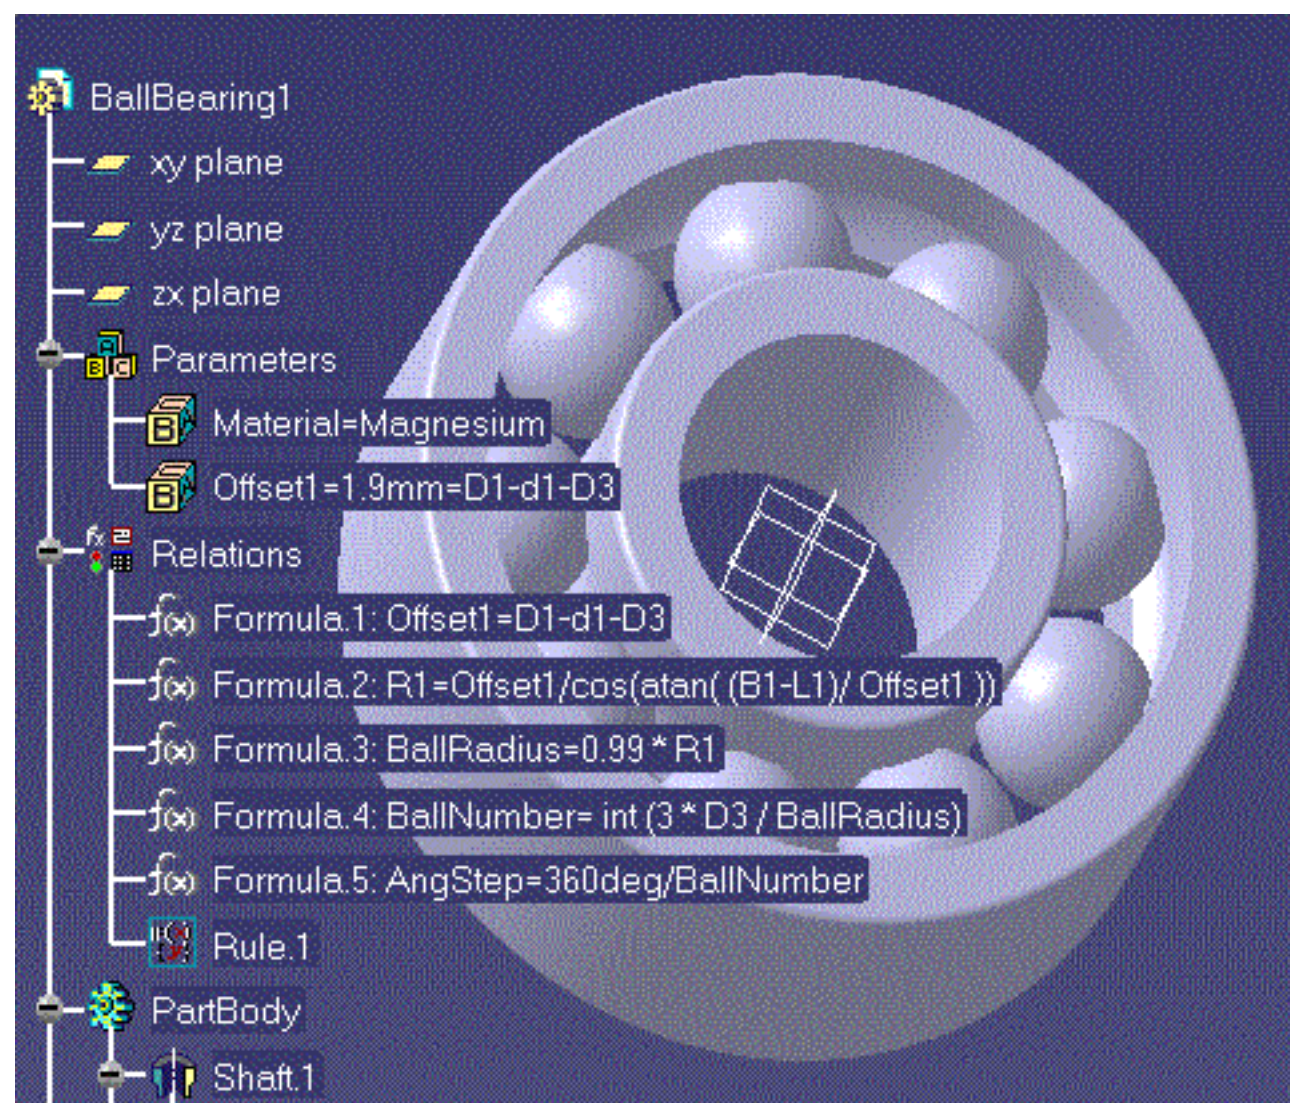 BallBearing1
xy plane
yz plane
zx plane
Parameters
Material=Magnesium
Offset1=1.9mm=D1-d1-D3
Relations
Formula.1: Offset1=D1-d1-D3
Formula.2: R1=Offset1/cos(atan( (B1-L1)/ Offset1 ))
Formula.3: BallRadius=0.99 * R1
Formula.4: BallNumber= int (3 * D3 / BallRadius)
Formula.5: AngStep=360deg/BallNumber
Rule.1
PartBody
Shaft.1